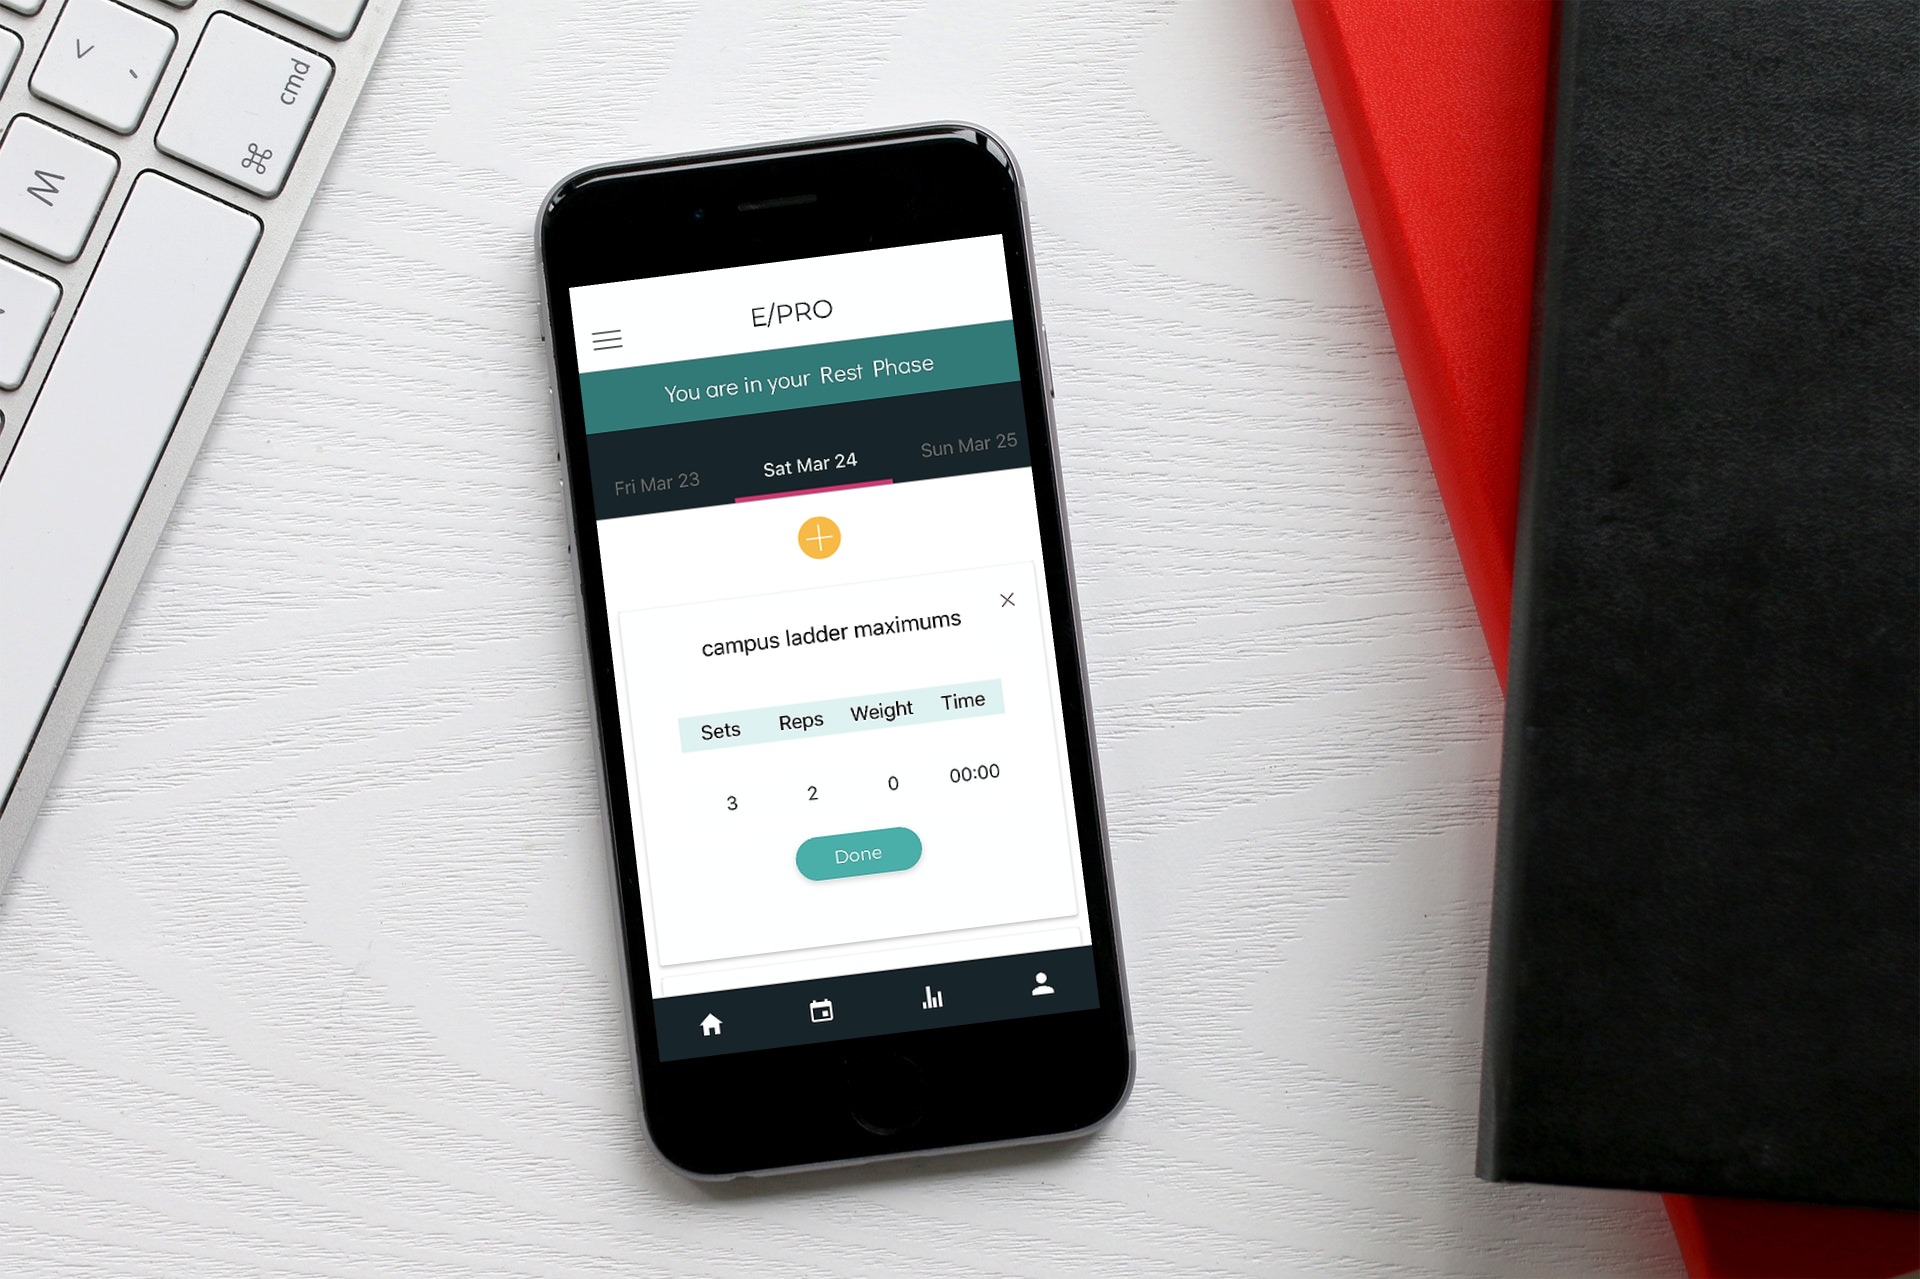 < ,
cmd
⌘
M
E/PRO
You are in your Rest Phase
Fri Mar 23 Sat Mar 24 Sun Mar 25
campus ladder maximums
Sets Reps Weight Time
3 2 0 00:00
Done